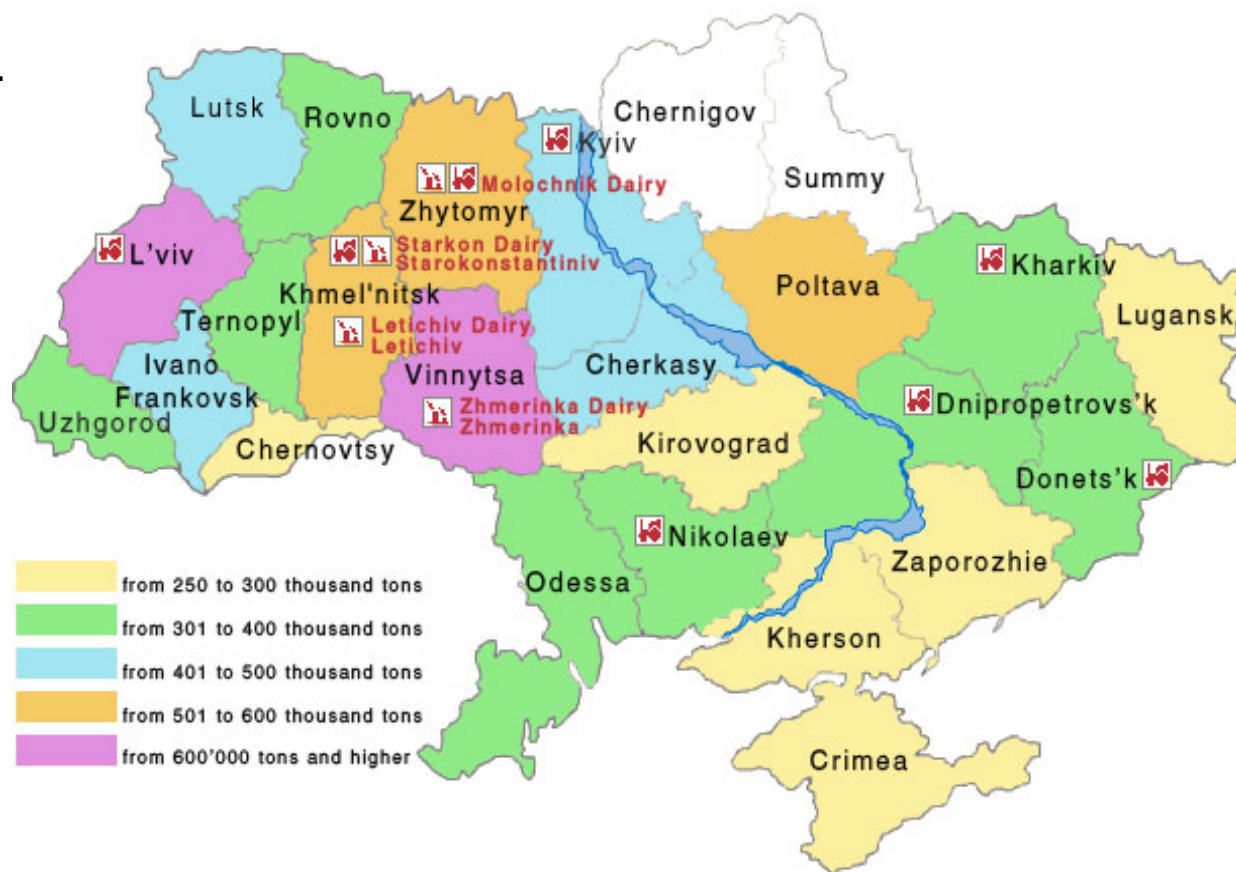 Chernigov
Lutsk
Rovno
Kyiv
Summy
Molochnik Dairy
Zhytomyr
L'viv
Starkon Dairy
Starokonstantiniv
Kharkiv
Khmel'nitsk
Poltava
Ternopyl
Lugansk
Letichiv Dairy
Letichiv
Ivano
Frankovsk
Vinnytsa
Cherkasy
Uzhgorod
Zhmerinka Dairy
Zhmerinka
Dnipropetrovs'k
Chernovtsy
Kirovograd
Donets'k
Nikolaev
Zaporozhie
Odessa
Kherson
Crimea
from 250 to 300 thousand tons
from 301 to 400 thousand tons
from 401 to 500 thousand tons
from 501 to 600 thousand tons
from 600'000 tons and higher